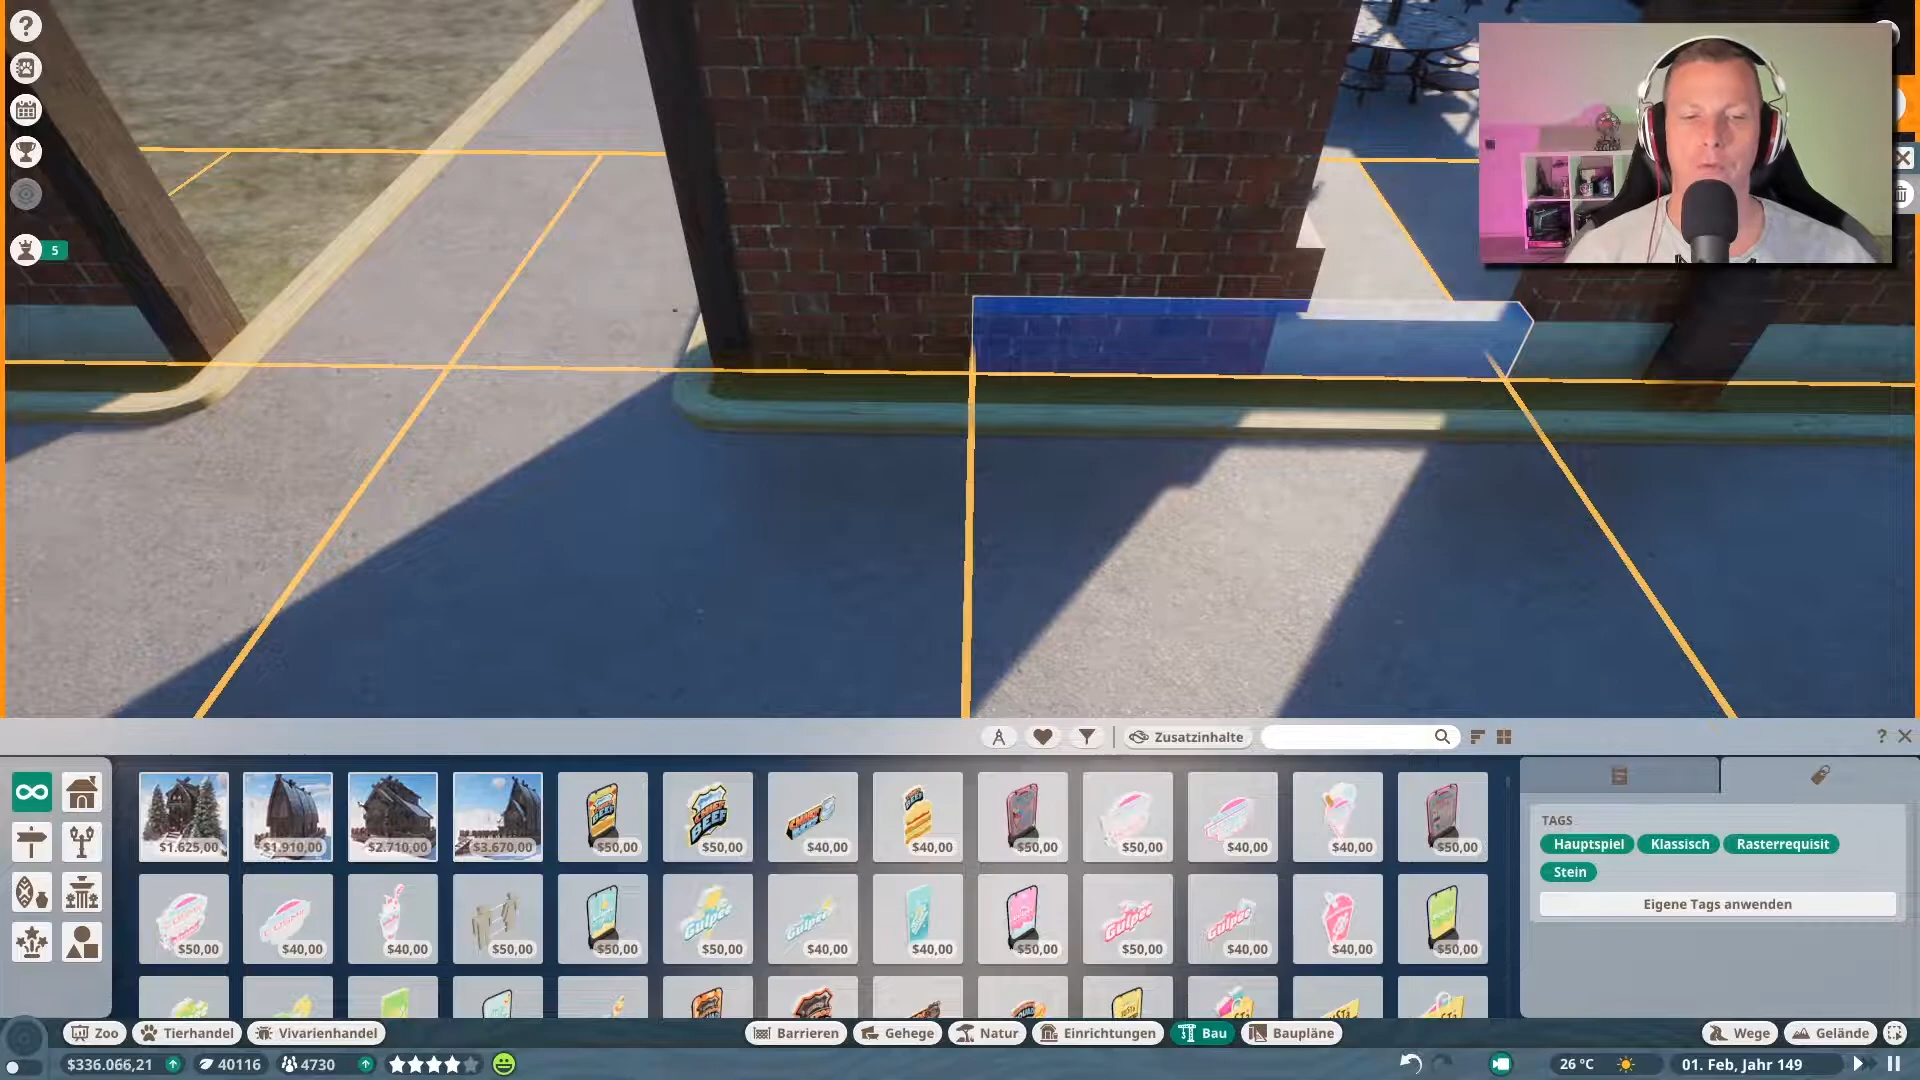 5
Zusatzinhalte
?
$1.625,00 $1.910,00 $2.710,00 $3.670,00 $50,00 $50,00 $40,00 $40,00 $50,00 $50,00 $40,00 $40,00 $50,00
$50,00 $40,00 $40,00 $50,00 $50,00 $50,00 $40,00 $40,00 $50,00 $50,00 $40,00 $40,00 $50,00
TAGS
Hauptspiel Klassisch Rasterrequisit
Stein
Eigene Tags anwenden
Zoo Tierhandel Vivarienhandel Barrieren Gehege Natur Einrichtungen Bau Baupläne Wege Gelände
$336.066,21 40116 4730 26 °C 01. Feb, Jahr 149